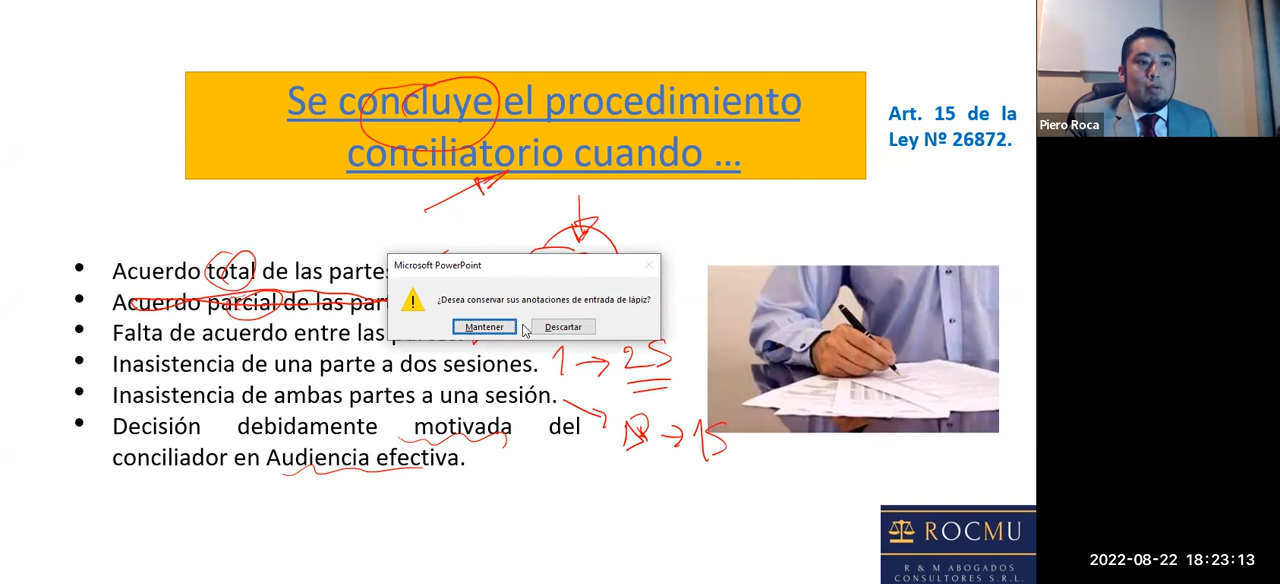 Se concluye el procedimiento
conciliatorio cuando ...
Art. 15 de la
Ley Nº 26872.
Piero Roca
• Acuerdo total de las partes
• Acuerdo parcial de las
• Falta de acuerdo entre las
• Inasistencia de una parte a dos sesiones.
• Inasistencia de ambas partes a una sesión.
• Decisión debidamente motivada del
conciliador en Audiencia efectiva.
Microsoft PowerPoint
¿Desea conservar sus anotaciones de entrada de lápiz?
Mantener Descartar
1 → 2S
→ 1S
ROCMU
R & M ABOGADOS
CONSULTORES S.R.L.
2022-08-22 18:23:13